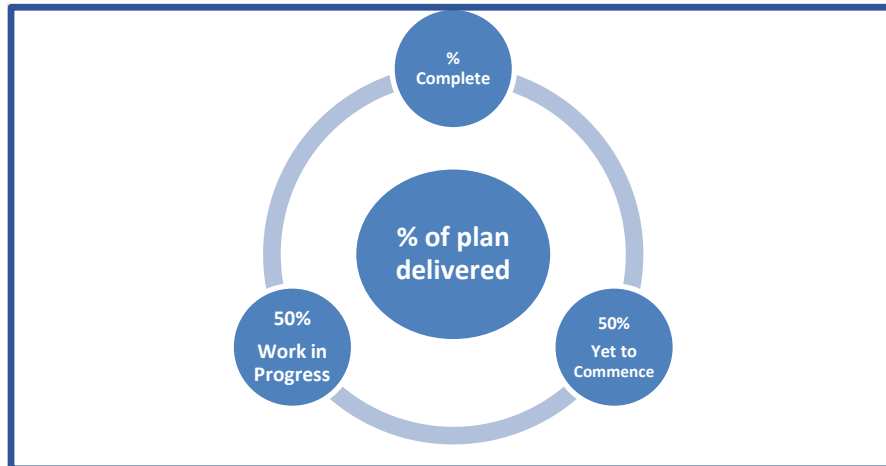 %
Complete
% of plan
delivered
50%
Work in
Progress
50%
Yet to
Commence